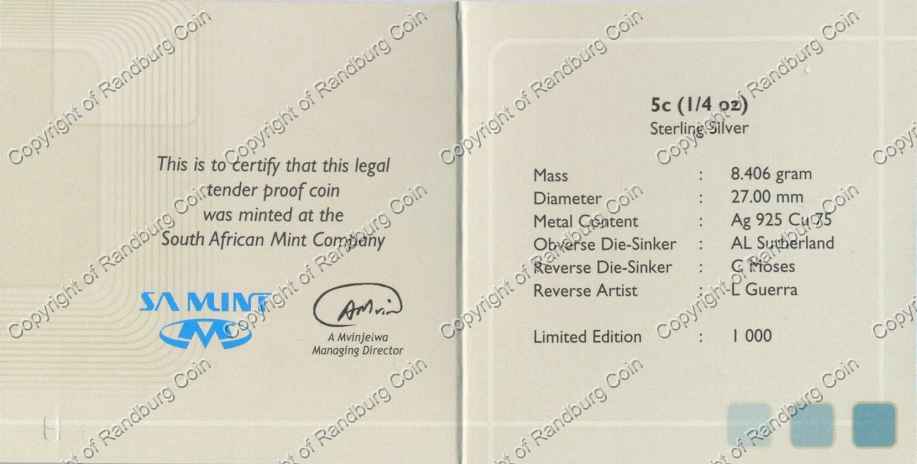 This is to certify that this legal
tender proof coin
was minted at the
South African Mint Company
SA MINT
AMvin
A Mvinjelwa
Managing Director
5c (1/4 oz)
Sterling Silver
Mass : 8.406 gram
Diameter : 27.00 mm
Metal Content : Ag 925 Cu 75
Obverse Die-Sinker : AL Sutherland
Reverse Die-Sinker : C Moses
Reverse Artist : L Guerra
Limited Edition : 1 000
Copyright of Randburg Coin